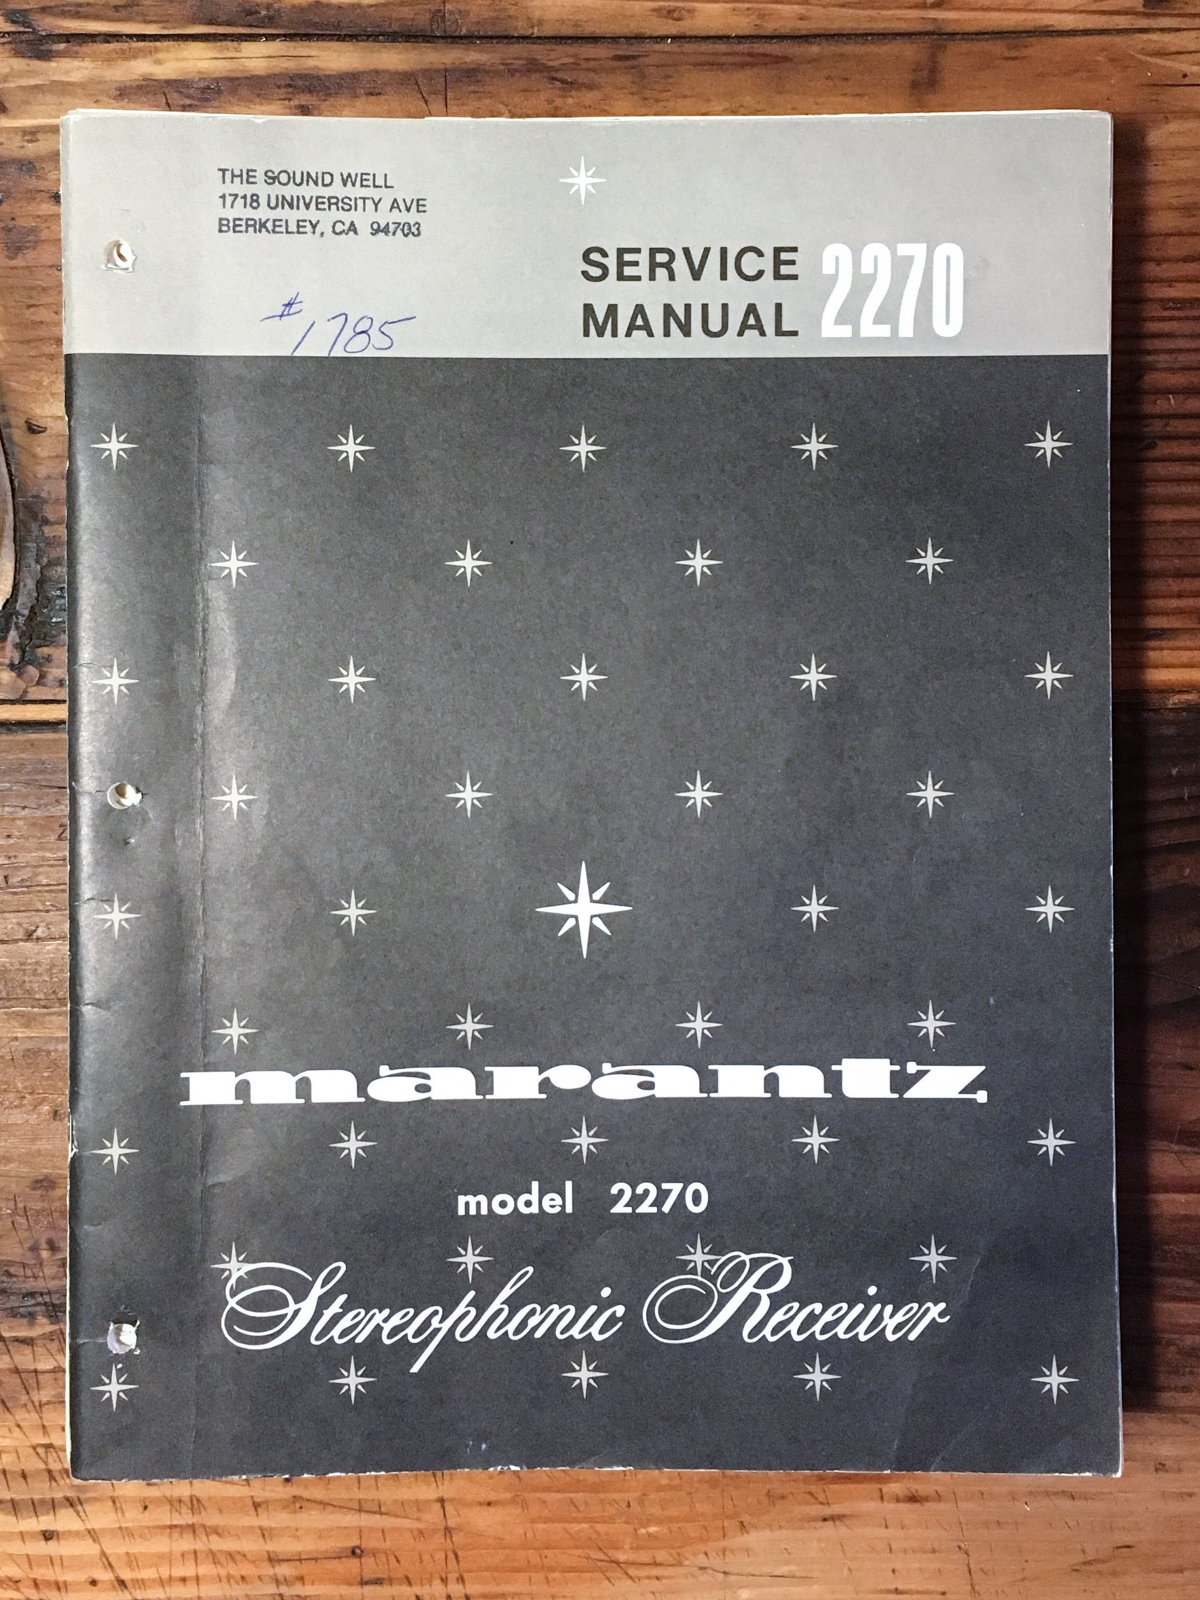 THE SOUND WELL
1718 UNIVERSITY AVE
BERKELEY, CA 94703
#1785
SERVICE
MANUAL 2270
marantz
model 2270
Stereophonic Receiver